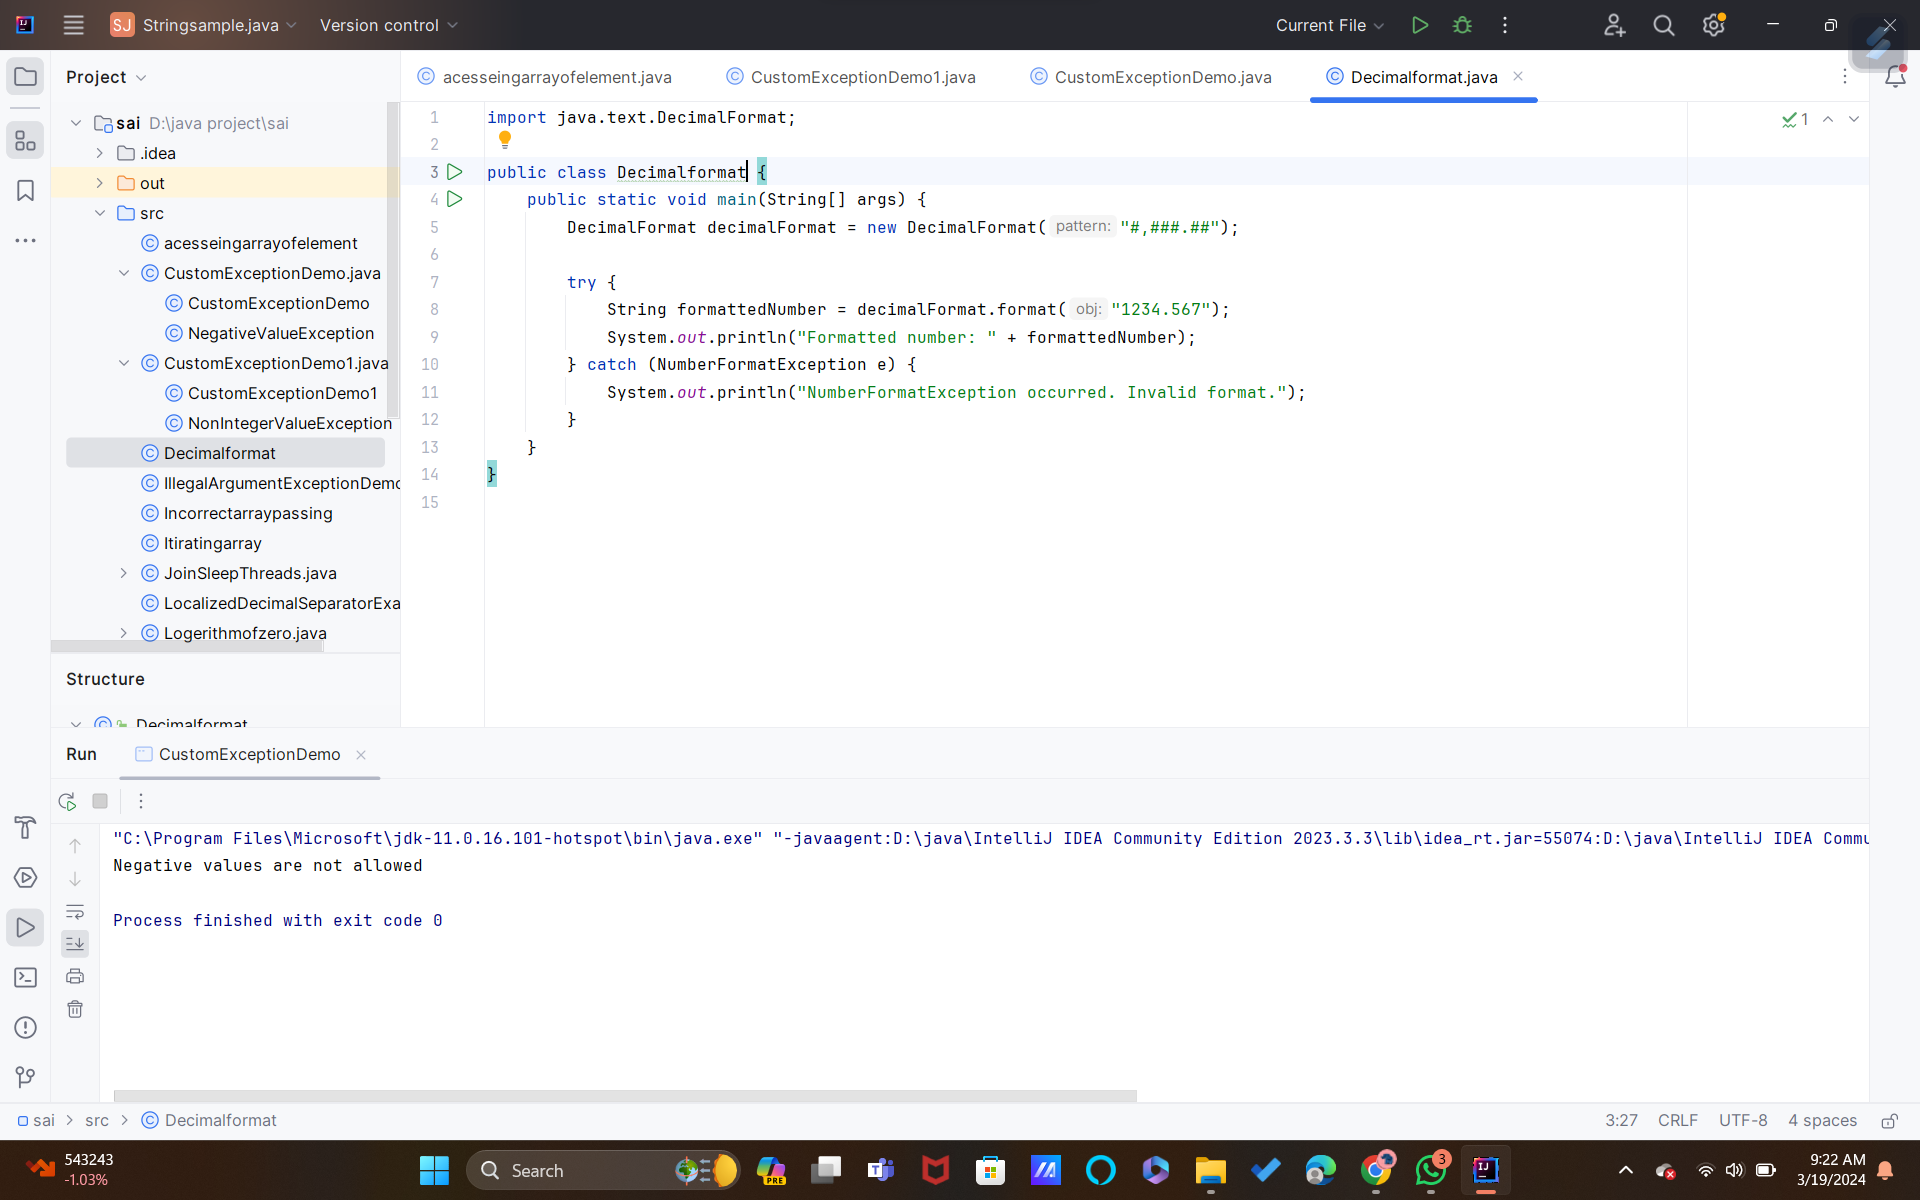 SJ Stringsample.java Version control Current File
Project acesseingarrayofelement.java CustomExceptionDemo1.java CustomExceptionDemo.java Decimalformat.java
sai D:\java project\sai
.idea
out
src
acesseingarrayofelement
CustomExceptionDemo.java
CustomExceptionDemo
NegativeValueException
CustomExceptionDemo1.java
CustomExceptionDemo1
NonIntegerValueException
Decimalformat
IllegalArgumentExceptionDemo
Incorrectarraypassing
Itiratingarray
JoinSleepThreads.java
LocalizedDecimalSeparatorExa
Logerithmofzero.java
Structure
Decimalformat
1 import java.text.DecimalFormat;
2
3 public class Decimalformat {
4 public static void main(String[] args) {
5 DecimalFormat decimalFormat = new DecimalFormat( pattern: "#,###.##");
6
7 try {
8 String formattedNumber = decimalFormat.format( obj: "1234.567");
9 System.out.println("Formatted number: " + formattedNumber);
10 } catch (NumberFormatException e) {
11 System.out.println("NumberFormatException occurred. Invalid format.");
12 }
13 }
14 }
15
1
Run CustomExceptionDemo
"C:\Program Files\Microsoft\jdk-11.0.16.101-hotspot\bin\java.exe" "-javaagent:D:\java\IntelliJ IDEA Community Edition 2023.3.3\lib\idea_rt.jar=55074:D:\java\IntelliJ IDEA Commu
Negative values are not allowed
Process finished with exit code 0
sai > src > Decimalformat 3:27 CRLF UTF-8 4 spaces
543243
-1.03%
Search
PRE
3
9:22 AM
3/19/2024